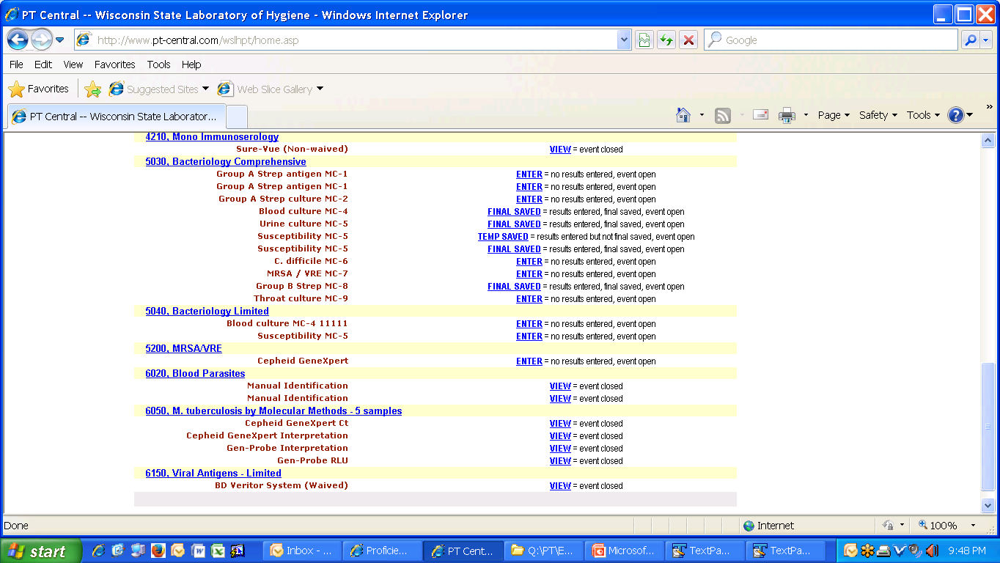 PT Central -- Wisconsin State Laboratory of Hygiene - Windows Internet Explorer
http://www.pt-central.com/wslhpt/home.asp
Google
File Edit View Favorites Tools Help
Favorites Suggested Sites Web Slice Gallery
PT Central -- Wisconsin State Laborator... Page Safety Tools
4210, Mono Immunoserology
Sure-Vue (Non-waived) VIEW = event closed
5030, Bacteriology Comprehensive
Group A Strep antigen MC-1 ENTER = no results entered, event open
Group A Strep antigen MC-1 ENTER = no results entered, event open
Group A Strep culture MC-2 ENTER = no results entered, event open
Blood culture MC-4 FINAL SAVED = results entered, final saved, event open
Urine culture MC-5 FINAL SAVED = results entered, final saved, event open
Susceptibility MC-5 TEMP SAVED = results entered but not final saved, event open
Susceptibility MC-5 FINAL SAVED = results entered, final saved, event open
C. difficile MC-6 ENTER = no results entered, event open
MRSA / VRE MC-7 ENTER = no results entered, event open
Group B Strep MC-8 FINAL SAVED = results entered, final saved, event open
Throat culture MC-9 ENTER = no results entered, event open
5040, Bacteriology Limited
Blood culture MC-4 11111 ENTER = no results entered, event open
Susceptibility MC-5 ENTER = no results entered, event open
5200, MRSA/VRE
Cepheid GeneXpert ENTER = no results entered, event open
6020, Blood Parasites
Manual Identification VIEW = event closed
Manual Identification VIEW = event closed
6050, M. tuberculosis by Molecular Methods - 5 samples
Cepheid GeneXpert Ct VIEW = event closed
Cepheid GeneXpert Interpretation VIEW = event closed
Gen-Probe Interpretation VIEW = event closed
Gen-Probe RLU VIEW = event closed
6150, Viral Antigens - Limited
BD Veritor System (Waived) VIEW = event closed
Done Internet 100%
start Inbox - ... Proficie... PT Cent... Q:\PT\E... Microsof... TextPa... TextPa... 9:48 PM